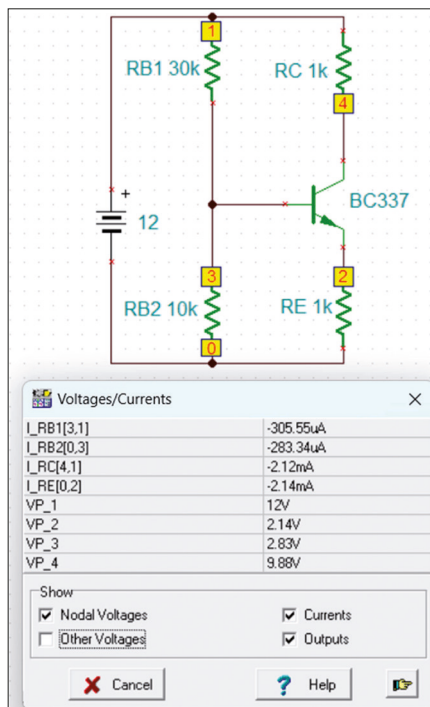 1
RB1 30k
RC 1k
4
+
12
BC337
3
2
RB2 10k
RE 1k
0
Voltages/Currents
I_RB1[3,1] -305.55uA
I_RB2[0,3] -283.34uA
I_RC[4,1] -2.12mA
I_RE[0,2] -2.14mA
VP_1 12V
VP_2 2.14V
VP_3 2.83V
VP_4 9.88V
Show
Nodal Voltages Currents
Other Voltages Outputs
Cancel ? Help